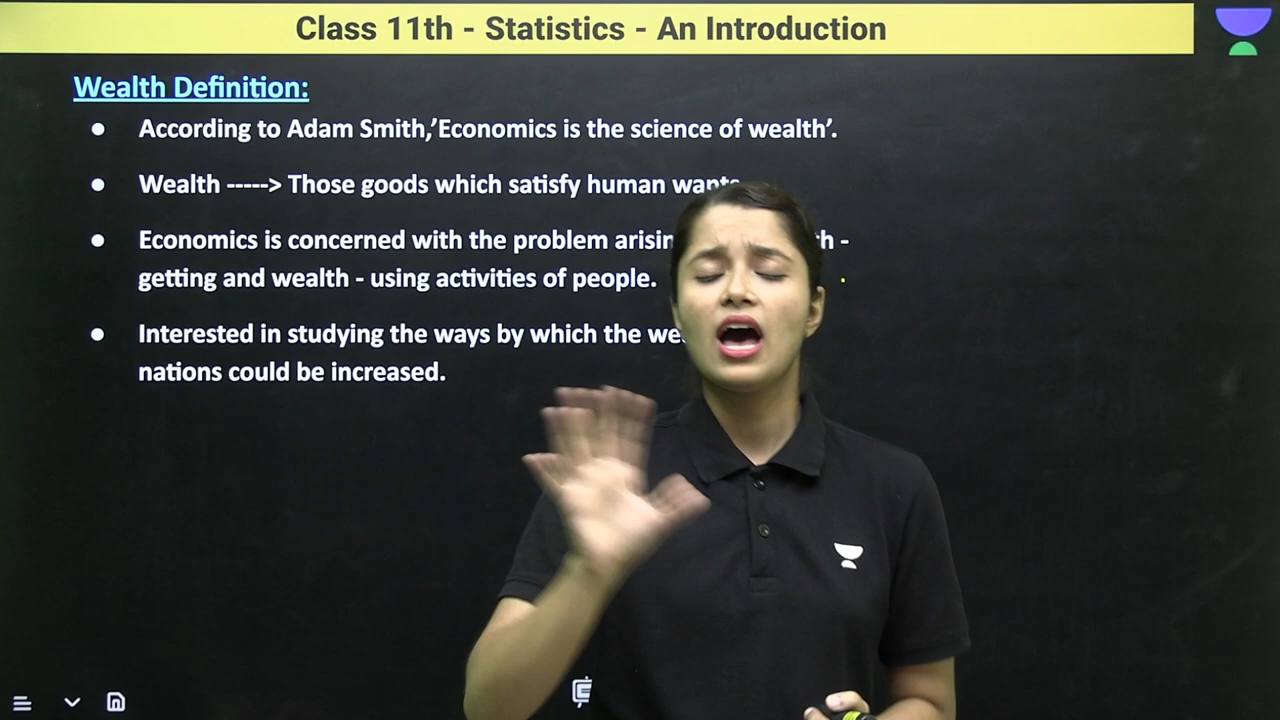 Class 11th - Statistics - An Introduction
Wealth Definition:
● According to Adam Smith,’Economics is the science of wealth’.
● Wealth -----> Those goods which satisfy human wants
● Economics is concerned with the problem th -
getting and wealth - using activities of people.
● Interested in studying the ways by which the
nations could be increased.